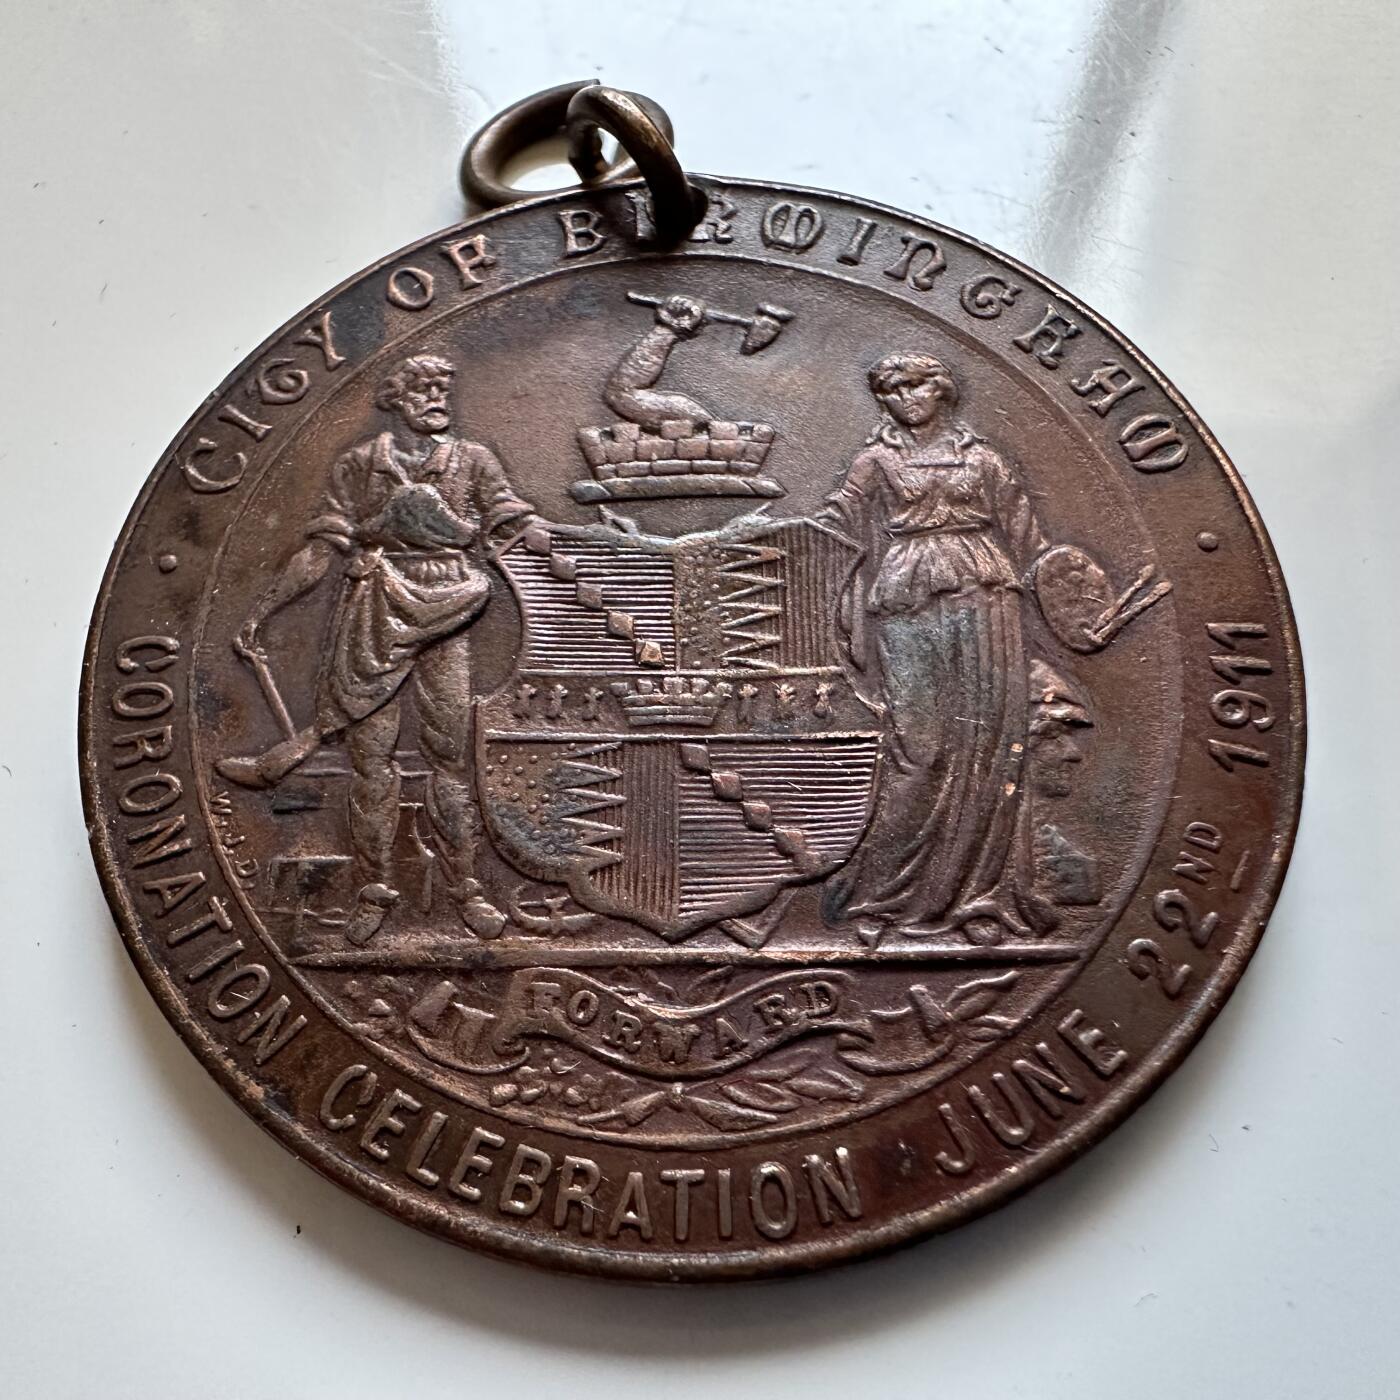 CITY OF BIRMINGHAM
CORONATION CELEBRATION JUNE 22ND 1911
FORWARD
W.J.D.